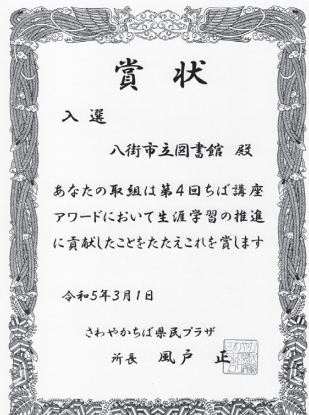 賞状
入選
八街市立図書館 殿
あなたの取組は第4回ちば講座
アワードにおいて生涯学習の推進
に貢献したことをたたえこれを賞します
令和5年3月1日
さわやかちば県民プラザ
所長 風戸 正